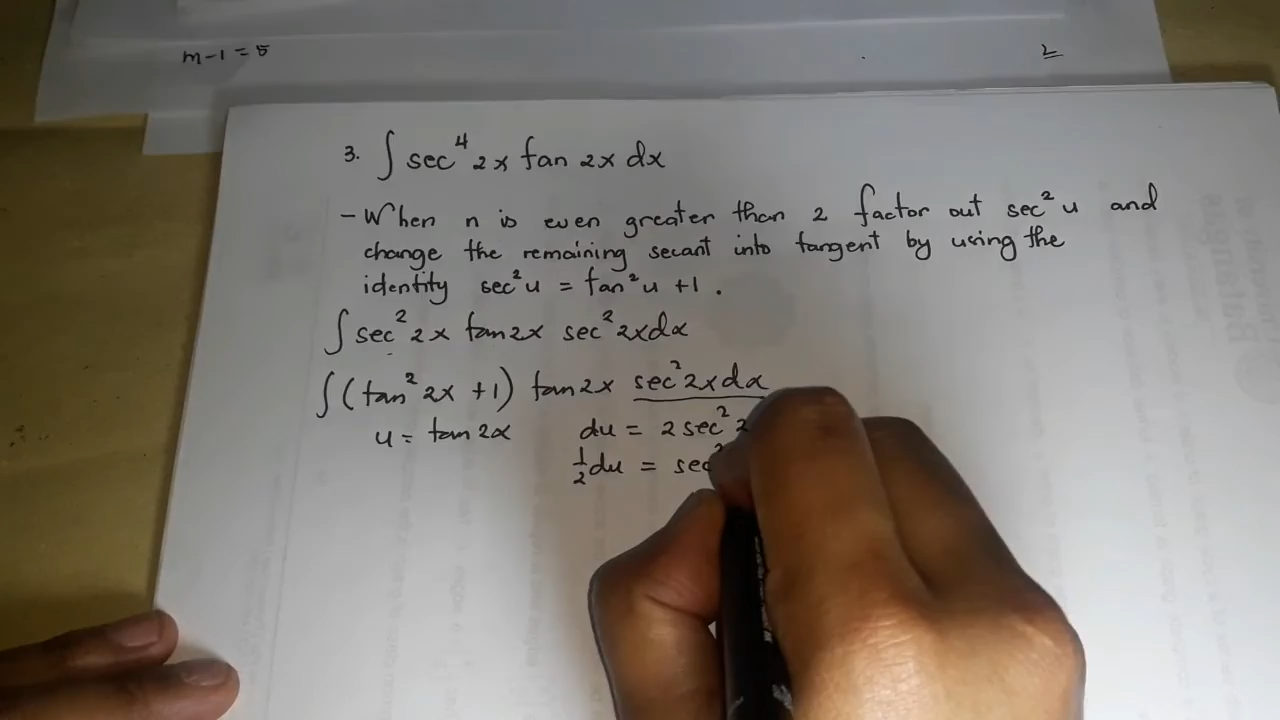 m-1 = 5
2
3. ∫ sec⁴ 2x tan 2x dx
- When n is even greater than 2 factor out sec² u and
change the remaining secant into tangent by using the
identity sec² u = tan² u + 1 .
∫ sec² 2x tan 2x sec² 2x dx
∫ (tan² 2x + 1) tan 2x sec² 2x dx
u = tan 2x du = 2 sec² 2
½ du = sec²